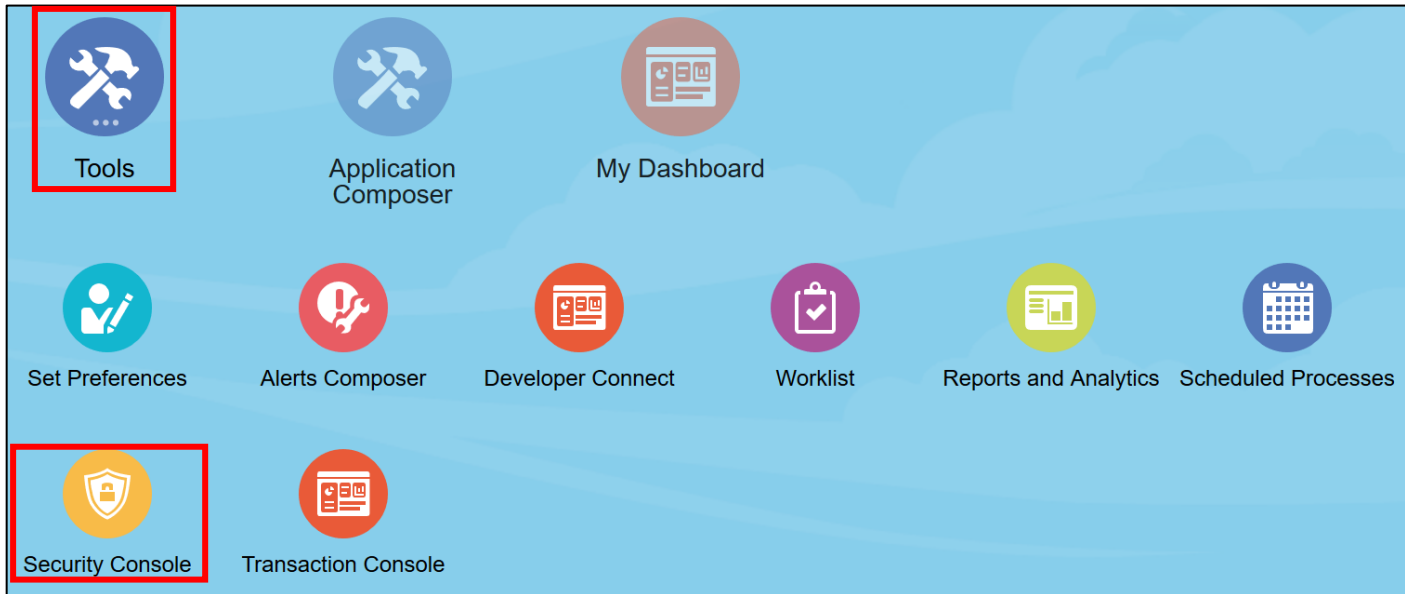 Tools
Application
Composer
My Dashboard
Set Preferences
Alerts Composer
Developer Connect
Worklist
Reports and Analytics
Scheduled Processes
Security Console
Transaction Console